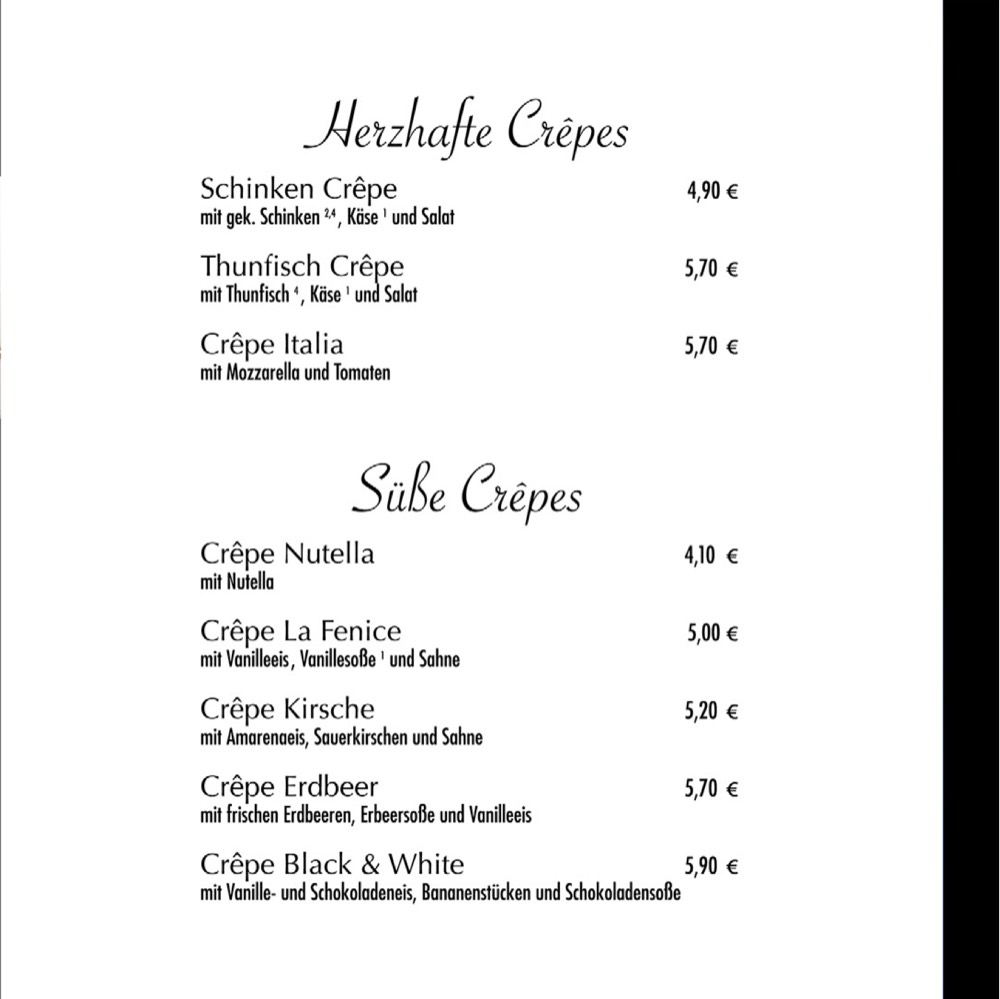 Herzhafte Crêpes
Schinken Crêpe 4,90 €
mit gek. Schinken ²,⁴, Käse ¹ und Salat
Thunfisch Crêpe 5,70 €
mit Thunfisch ⁴, Käse ¹ und Salat
Crêpe Italia 5,70 €
mit Mozzarella und Tomaten
Süße Crêpes
Crêpe Nutella 4,10 €
mit Nutella
Crêpe La Fenice 5,00 €
mit Vanilleeis, Vanillesoße ¹ und Sahne
Crêpe Kirsche 5,20 €
mit Amarenaeis, Sauerkirschen und Sahne
Crêpe Erdbeer 5,70 €
mit frischen Erdbeeren, Erbeersoße und Vanilleeis
Crêpe Black & White 5,90 €
mit Vanille- und Schokoladeneis, Bananenstücken und Schokoladensoße